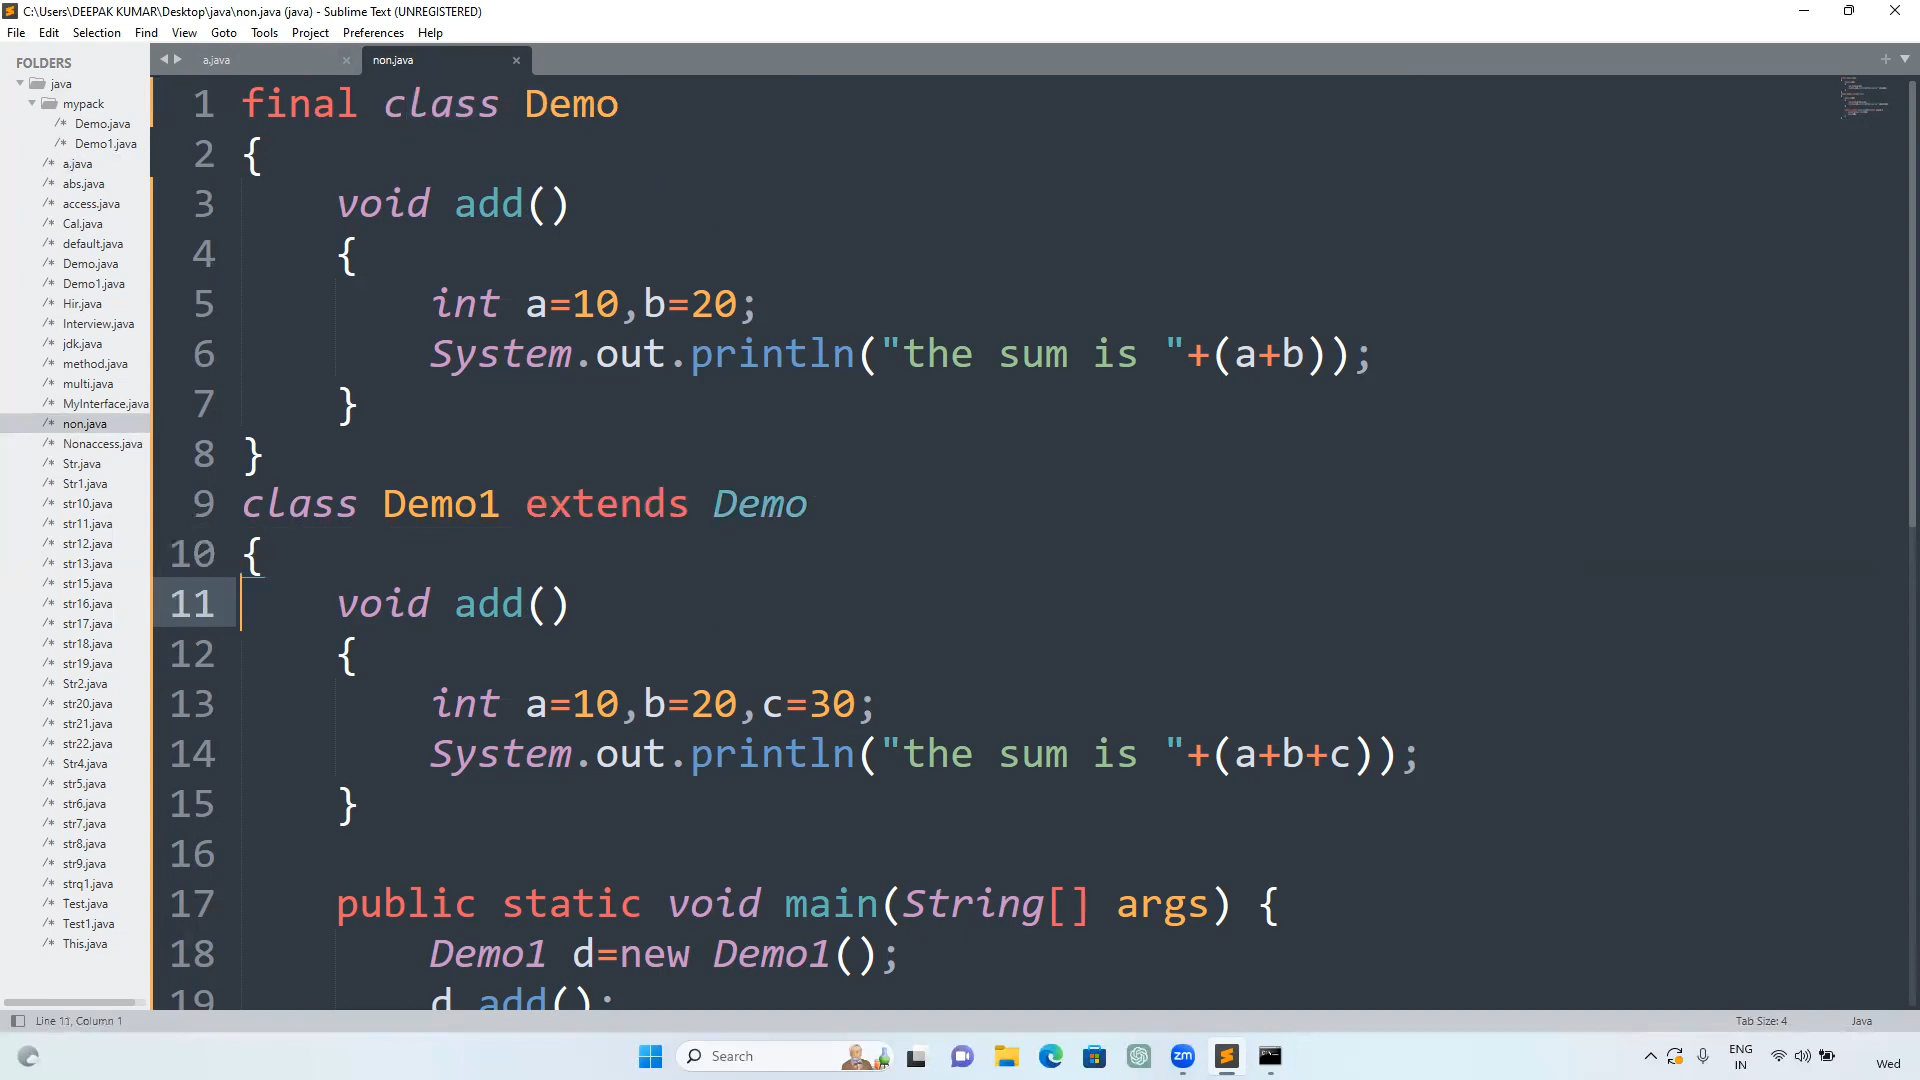 C:\Users\DEEPAK KUMAR\Desktop\java\non.java (java) - Sublime Text (UNREGISTERED)
File Edit Selection Find View Goto Tools Project Preferences Help
FOLDERS
java
mypack
/* Demo.java
/* Demo1.java
/* a.java
/* abs.java
/* access.java
/* Cal.java
/* default.java
/* Demo.java
/* Demo1.java
/* Hir.java
/* Interview.java
/* jdk.java
/* method.java
/* multi.java
/* MyInterface.java
/* non.java
/* Nonaccess.java
/* Str.java
/* Str1.java
/* str10.java
/* str11.java
/* str12.java
/* str13.java
/* str15.java
/* str16.java
/* str17.java
/* str18.java
/* str19.java
/* Str2.java
/* str20.java
/* str21.java
/* str22.java
/* Str4.java
/* str5.java
/* str6.java
/* str7.java
/* str8.java
/* str9.java
/* strq1.java
/* Test.java
/* Test1.java
/* This.java
a.java × non.java ×
1 final class Demo
2 {
3     void add()
4     {
5         int a=10,b=20;
6         System.out.println("the sum is "+(a+b));
7     }
8 }
9 class Demo1 extends Demo
10 {
11     void add()
12     {
13         int a=10,b=20,c=30;
14         System.out.println("the sum is "+(a+b+c));
15     }
16
17     public static void main(String[] args) {
18         Demo1 d=new Demo1();
19         d.add();
Line 11, Column 1
Tab Size: 4 Java
Search
zm
ENG
IN
Wed